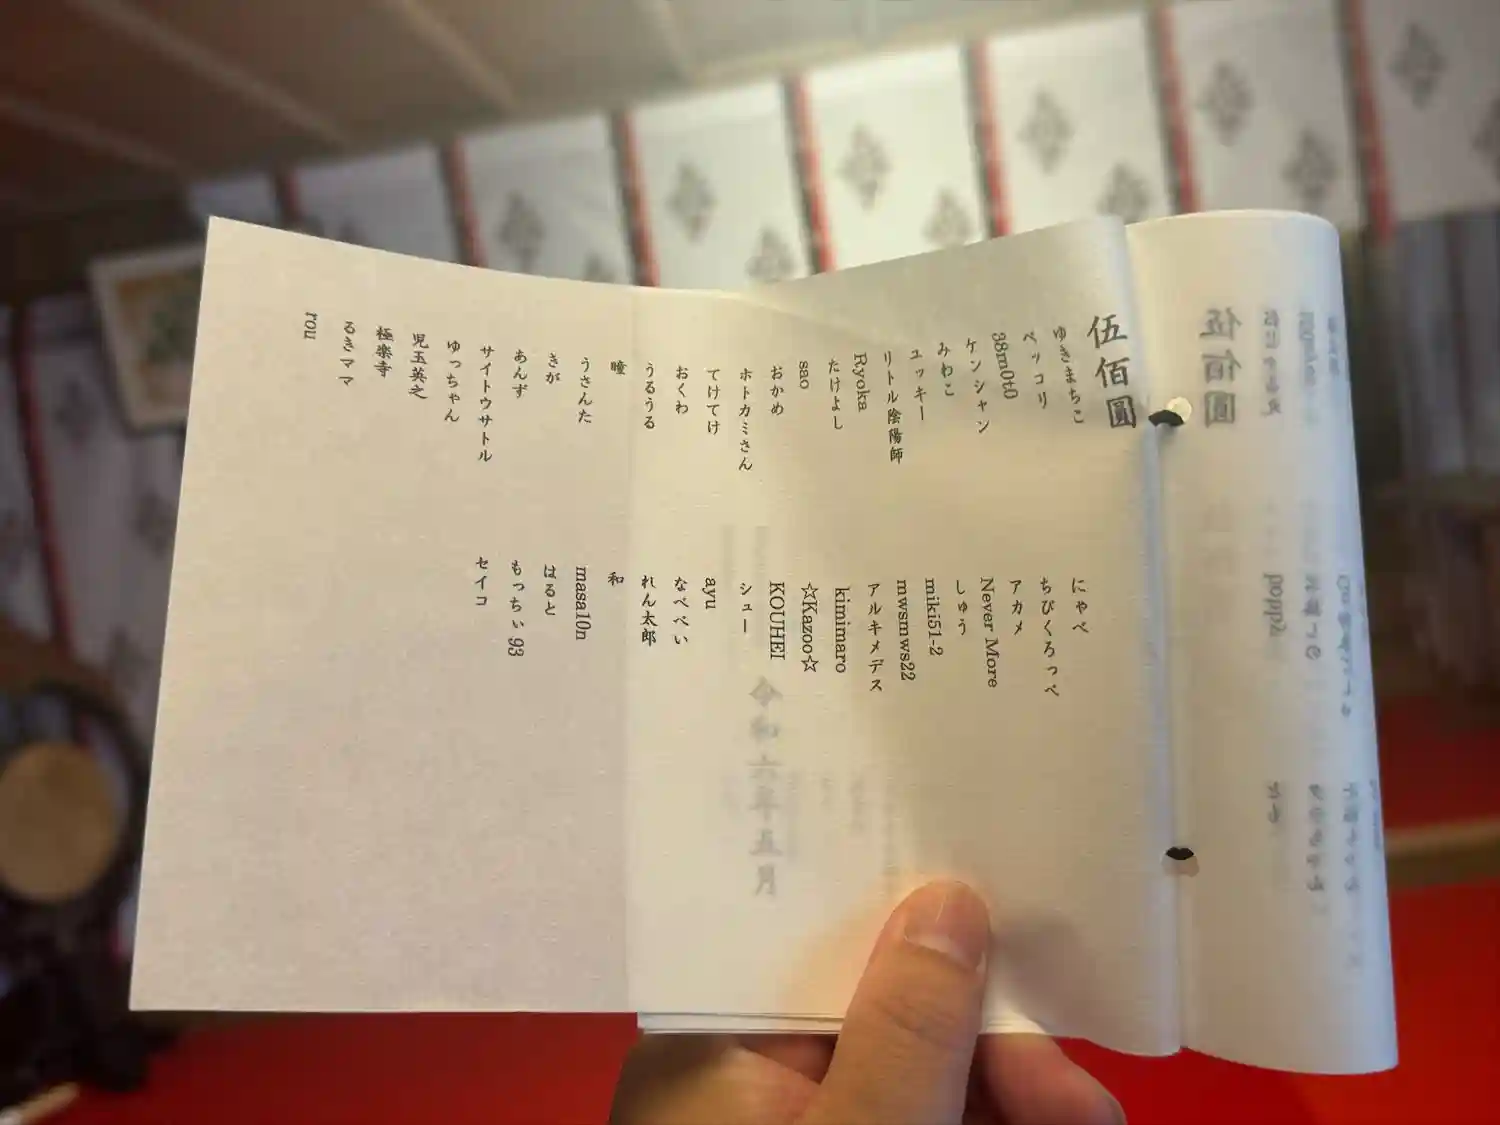 伍佰圓
ゆきまちこ
ペッコリ
38m0t0
ケンシャン
みわこ
ユッキー
リトル陰陽師
Ryoka
たけよし
sao
おかめ
ホトカミさん
てけてけ
おくわ
うるうる
瞳
うさんた
きが
あんず
サイトウサトル
ゆっちゃん
児玉英之
極楽寺
るきママ
rou
にゃべ
ちびくろっぺ
アカメ
Never More
しゅう
miki51-2
mwsmws22
アルキメデス
kimimaro
☆Kazoo☆
KOUHEI
シュー
ayu
なべぺい
れん太郎
和
masa10n
はると
もっちぃ93
セイコ
令和六年五月
伍佰圓